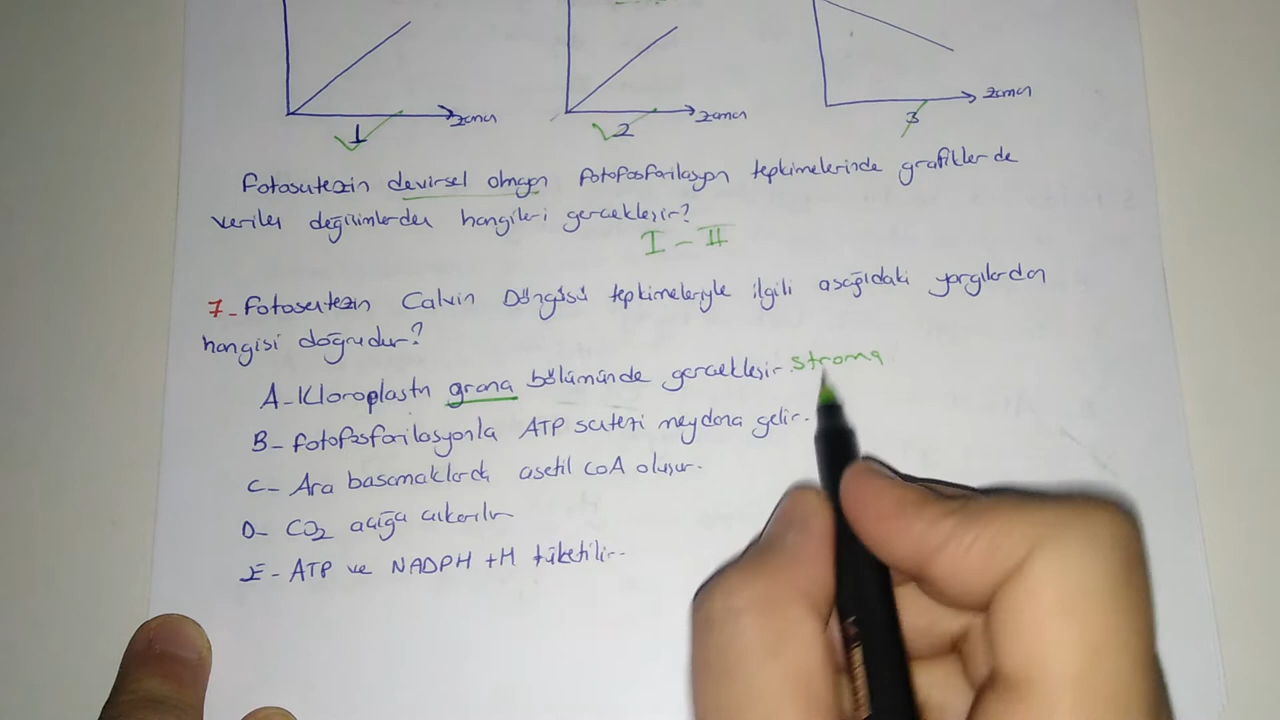 zaman zaman zaman
1 2 3
fotosentezin devirsel olmayan fotofosforilasyon tepkimelerinde grafiklerde
verilen değişimlerden hangileri gerçekleşir?
I - II
7- fotosentezin Calvin Döngüsü tepkimeleriyle ilgili aşağıdaki yargılardan
hangisi doğrudur?
A- Kloroplastın grana bölümünde gerçekleşir. stroma
B- fotofosforilasyonla ATP sentezi meydana gelir.
C- Ara basamaklarda asetil CoA oluşur.
D- CO2 açığa çıkarılır
E- ATP ve NADPH +H tüketilir.